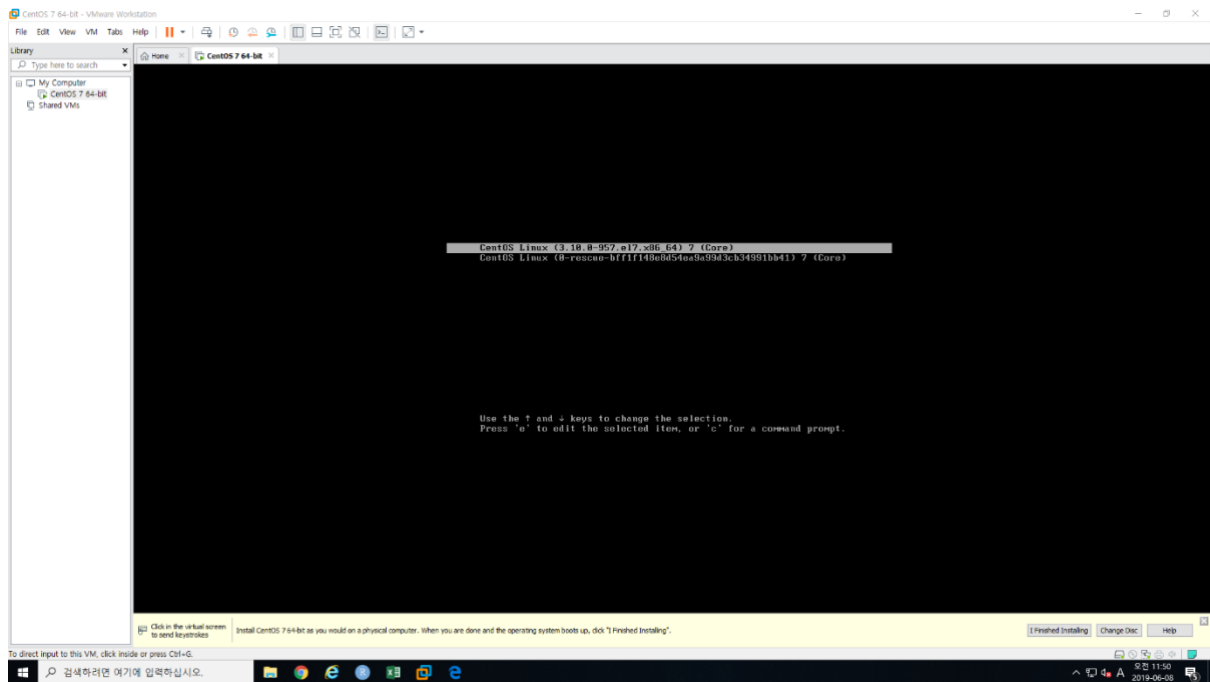 CentOS 7 64-bit - VMware Workstation
File Edit View VM Tabs Help
Library
Type here to search
My Computer
CentOS 7 64-bit
Shared VMs
Home
CentOS 7 64-bit
CentOS Linux (3.10.0-957.el7.x86_64) 7 (Core)
CentOS Linux (0-rescue-bff1f148e8d54ea9a99d3cb34991bb41) 7 (Core)
Use the ↑ and ↓ keys to change the selection.
Press 'e' to edit the selected item, or 'c' for a command prompt.
Click in the virtual screen
to send keystrokes
Install CentOS 7 64-bit as you would on a physical computer. When you are done and the operating system boots up, click "I Finished Installing".
I Finished Installing
Change Disc
Help
To direct input to this VM, click inside or press Ctrl+G.
검색하려면 여기에 입력하십시오.
A
오전 11:50
2019-06-08